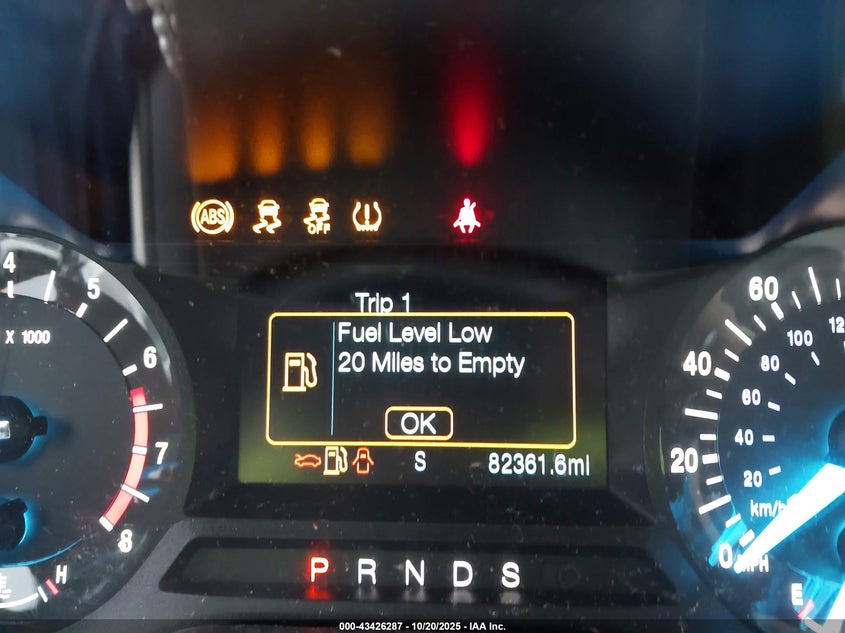 ABS
OFF
4
5
6
7
8
X 1000
H
Trip 1
Fuel Level Low
20 Miles to Empty
OK
S
82361.6mi
P R N D S
60
40
20
0
100
80
60
40
20
km/h
MPH
E
000-43426287 - 10/20/2025 - IAA Inc.